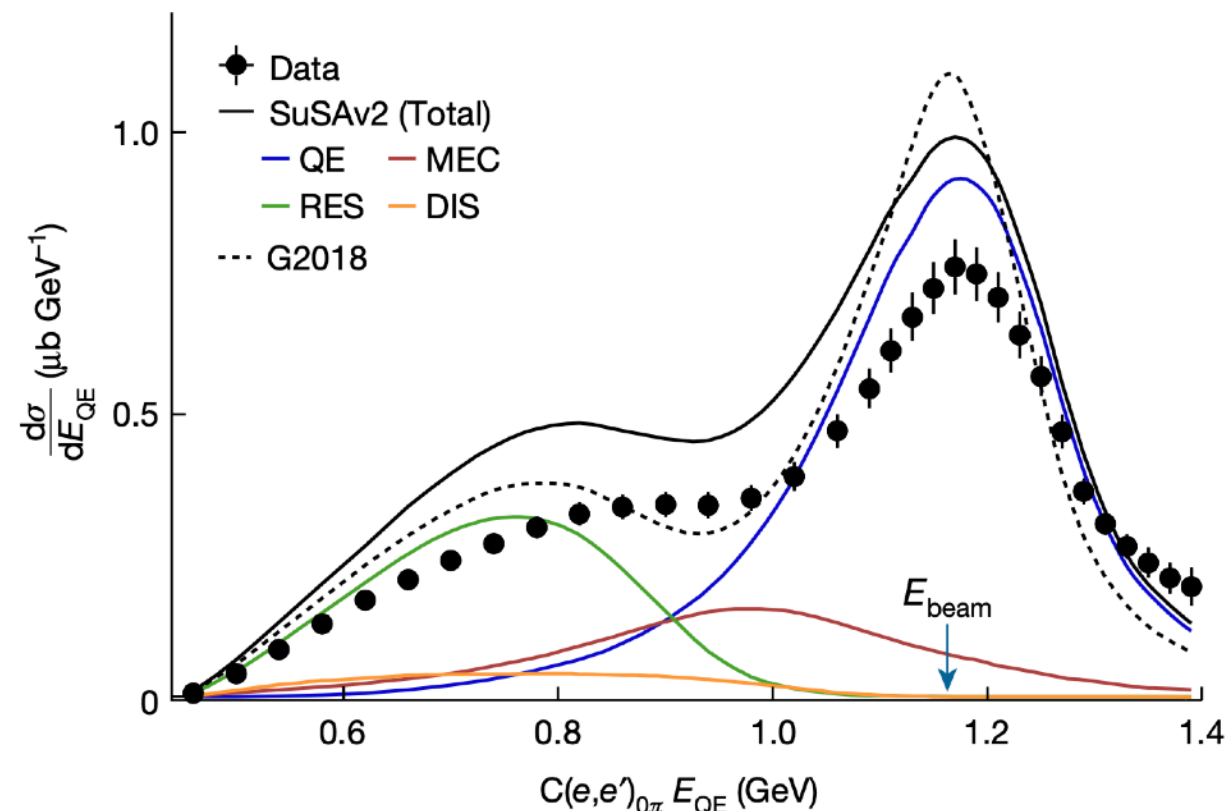 Data
SuSAv2 (Total)
QE MEC
RES DIS
G2018
1.0
0.5
0
dσ
dE_QE
(μb GeV⁻¹)
E_beam
0.6 0.8 1.0 1.2 1.4
C(e,e′)_0π E_QE (GeV)